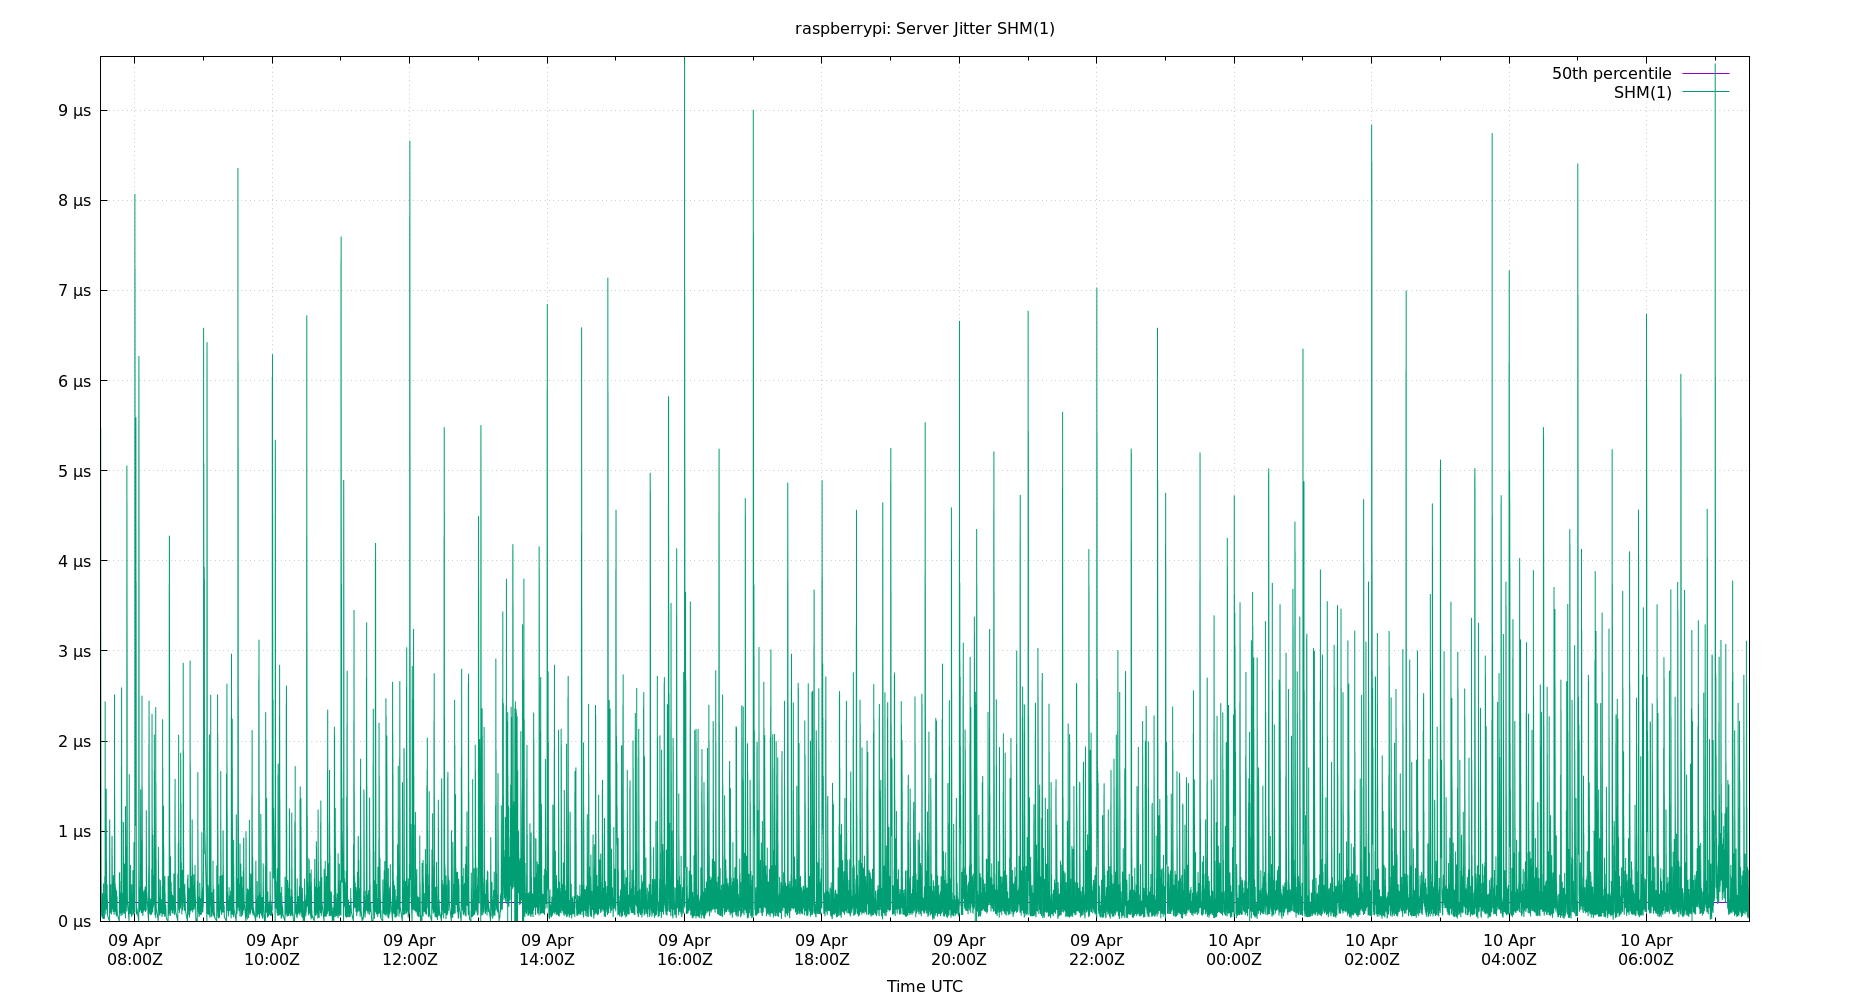 raspberrypi: Server Jitter SHM(1)
50th percentile
SHM(1)
9 µs
8 µs
7 µs
6 µs
5 µs
4 µs
3 µs
2 µs
1 µs
0 µs
09 Apr 09 Apr 09 Apr 09 Apr 09 Apr 09 Apr 09 Apr 09 Apr 10 Apr 10 Apr 10 Apr 10 Apr
08:00Z 10:00Z 12:00Z 14:00Z 16:00Z 18:00Z 20:00Z 22:00Z 00:00Z 02:00Z 04:00Z 06:00Z
Time UTC